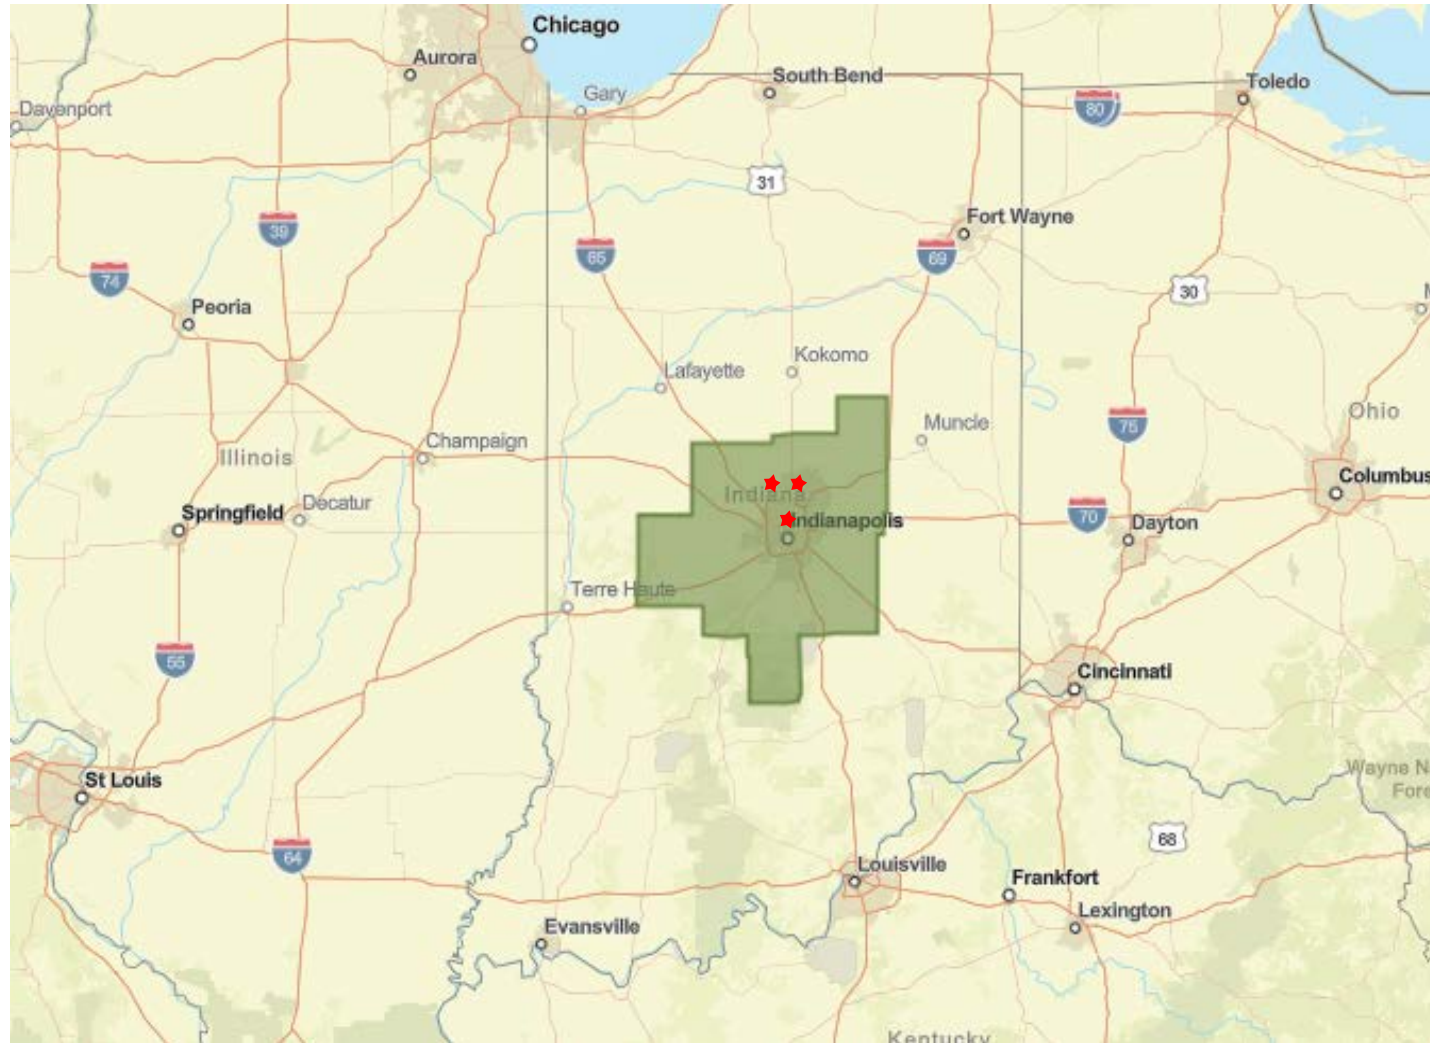 Chicago
Aurora
South Bend
Toledo
Gary
Davenport
80
31
Fort Wayne
39
65
69
74
30
Peoria
Kokomo
Lafayette
Ohio
Muncie
75
Champaign
Illinois
Columbus
Indiana
Decatur
Springfield
70
Indianapolis
Dayton
Terre Haute
55
Cincinnati
St Louis
Wayne N
Fore
68
64
Louisville
Frankfort
Lexington
Evansville
Kentucky